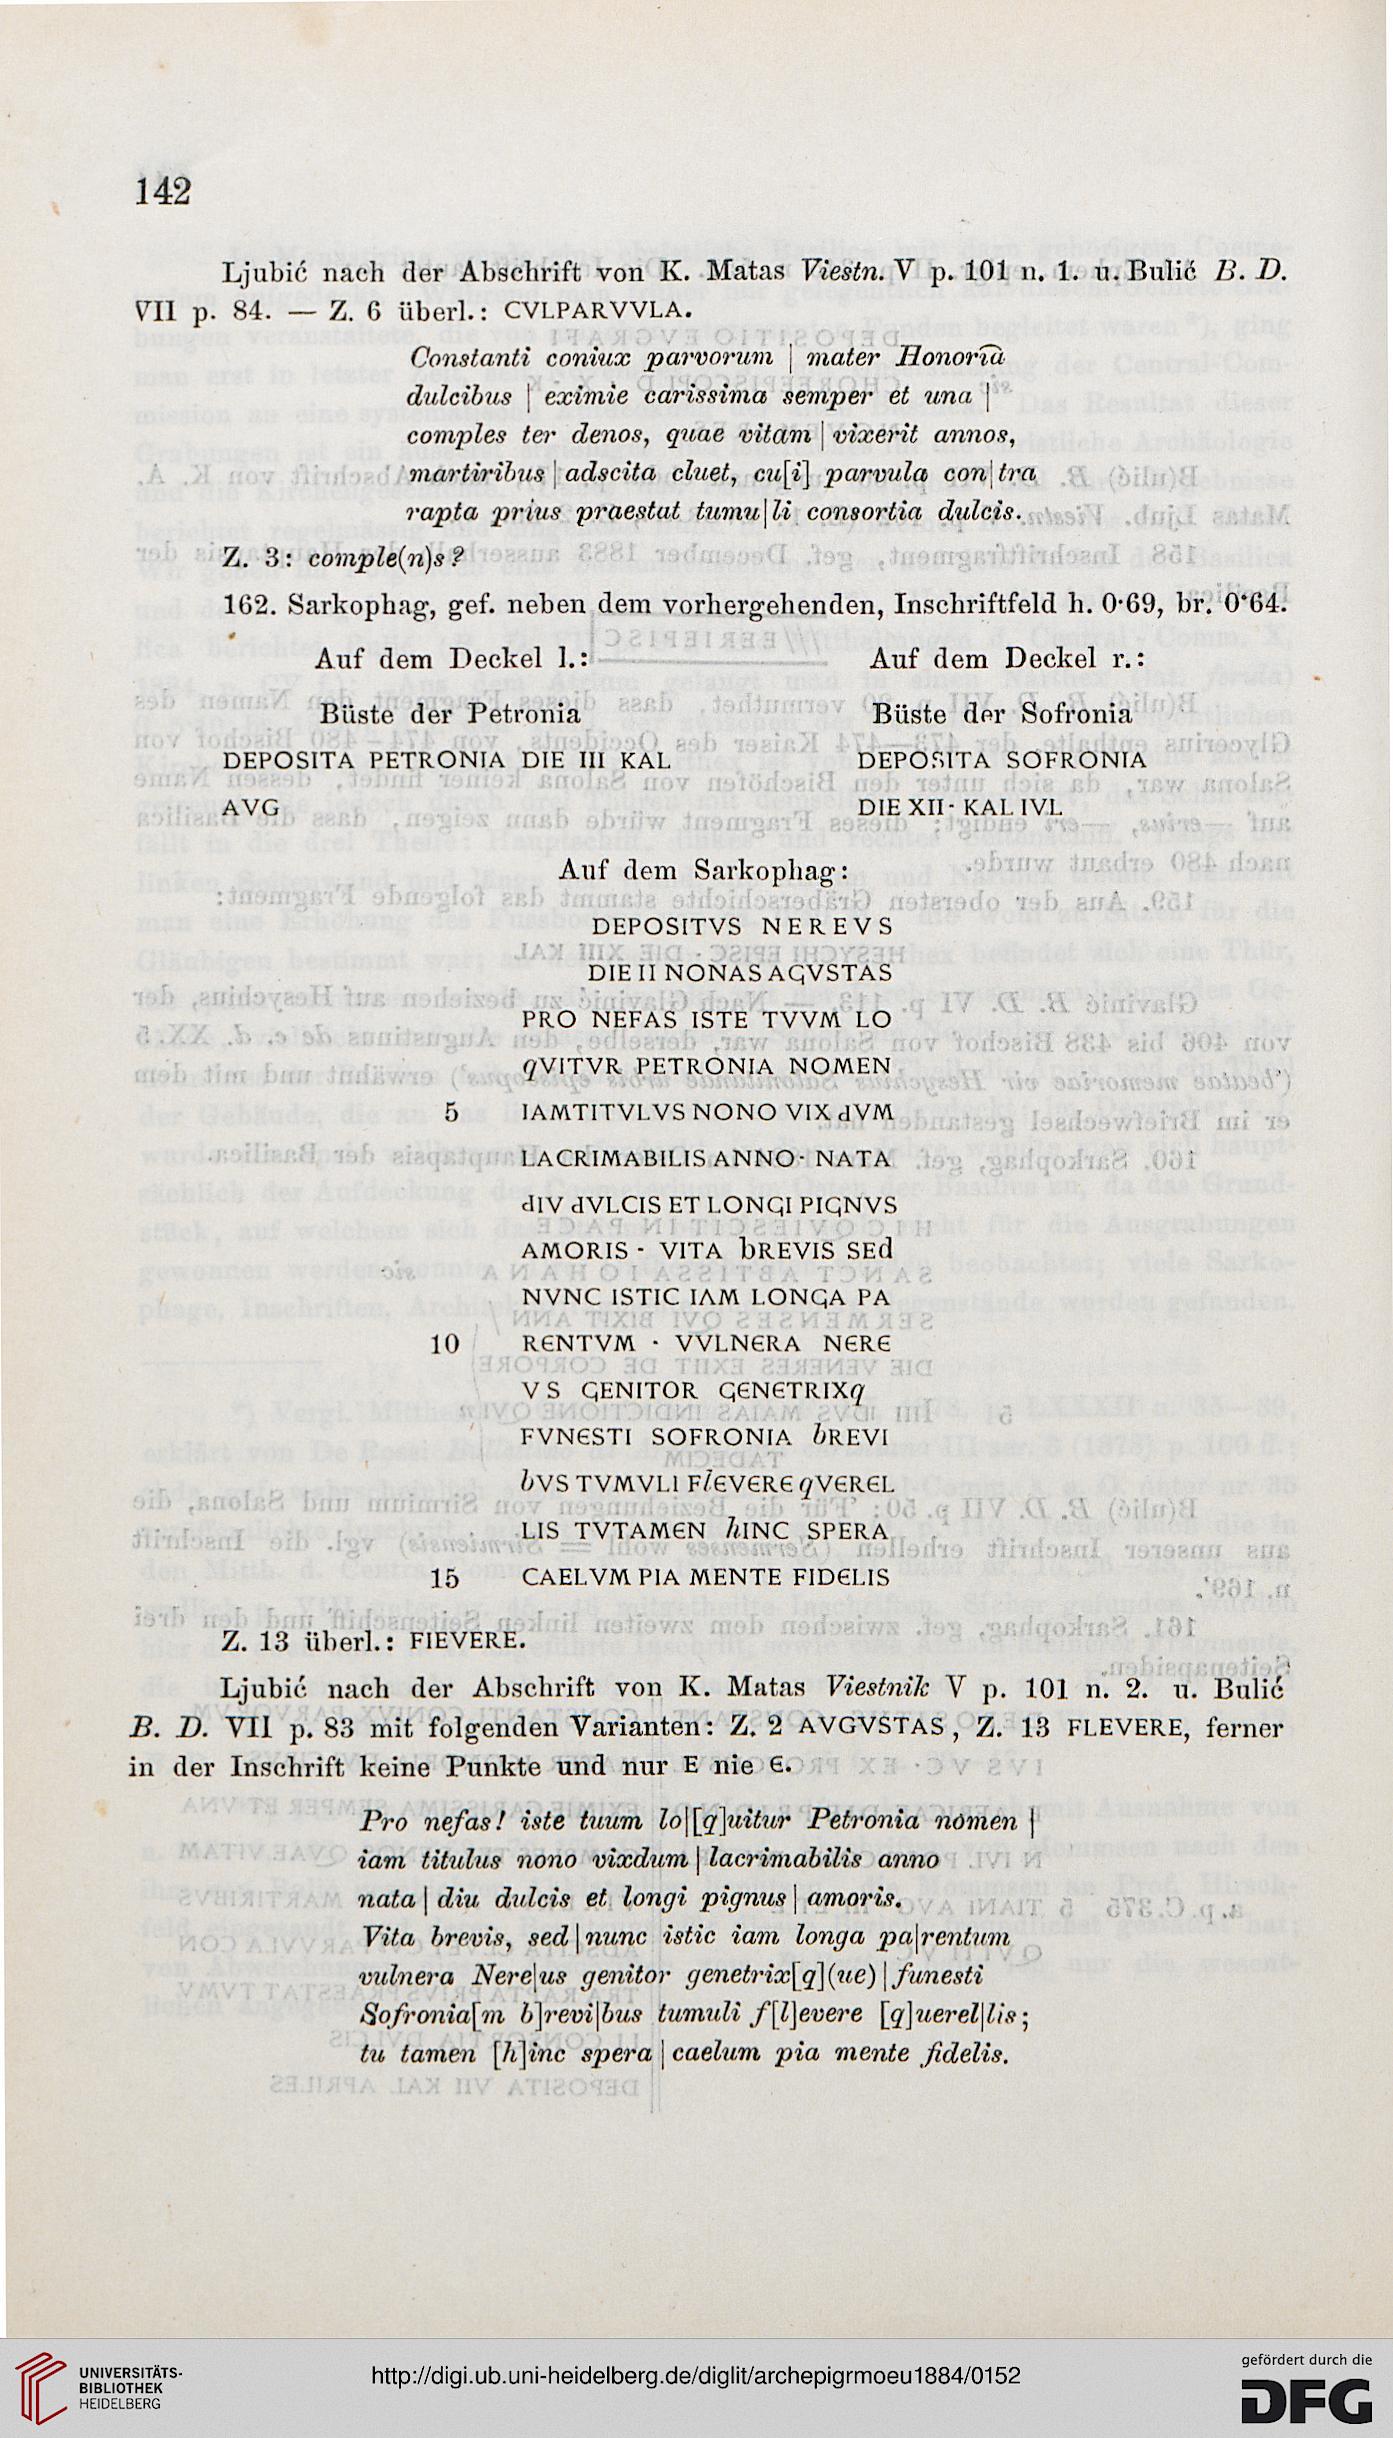 142
Ljubić nach der Abschrift von K. Matas Viestn. V p. 101 n. 1. u. Bulić B. D.
VII p. 84. — Z. 6 überl.: CVLPARVVLA.
Constanti coniux parvorum | mater Honoria
dulcibus | eximie carissima semper et una |
comples ter denos, quae vitam | vixerit annos,
martiribus | adscita cluet, cu[i] parvula con|tra
rapta prius praestat tumu|li consortia dulcis.
Z. 3: comple(n)s?
162. Sarkophag, gef. neben dem vorhergehenden, Inschriftfeld h. 0·69, br. 0·64.
Auf dem Deckel l.: Auf dem Deckel r.:
Büste der Petronia Büste der Sofronia
DEPOSITA PETRONIA DIE III KAL DEPOSITA SOFRONIA
AVG DIE XII· KAL IVL
Auf dem Sarkophag:
DEPOSITVS NEREVS
DIE II NONAS AGVSTAS
PRO NEFAS ISTE TVVM LO
qVITVR PETRONIA NOMEN
5 IAMTITVLVS NONO VIX dVM
LACRIMABILIS ANNO· NATA
dIV dVLCIS ET LONGI PIGNVS
AMORIS · VITA bREVIS SEd
NVNC ISTIC IAM LONGA PA
10 RENTVM · VVLNERA NERE
VS GENITOR GENETRIXq
FVNESTI SOFRONIA bREVI
bVS TVMVLI FlEVERE qVEREL
LIS TVTAMEN hINC SPERA
15 CAELVM PIA MENTE FIDELIS
Z. 13 überl.: FIEVERE.
Ljubić nach der Abschrift von K. Matas Viestnik V p. 101 n. 2. u. Bulić
B. D. VII p. 83 mit folgenden Varianten: Z. 2 AVGVSTAS, Z. 13 FLEVERE, ferner
in der Inschrift keine Punkte und nur E nie Є.
Pro nefas! iste tuum lo|[q]uitur Petronia nomen |
iam titulus nono vixdum | lacrimabilis anno
nata | diu dulcis et longi pignus | amoris.
Vita brevis, sed | nunc istic iam longa pa|rentum
vulnera Nere|us genitor genetrix[q](ue) | funesti
Sofronia[m b]revi|bus tumuli f[l]evere [q]uerel|lis;
tu tamen [h]inc spera | caelum pia mente fidelis.
UNIVERSITÄTS-
BIBLIOTHEK
HEIDELBERG
http://digi.ub.uni-heidelberg.de/diglit/archepigrmoeu1884/0152
gefördert durch die
DFG